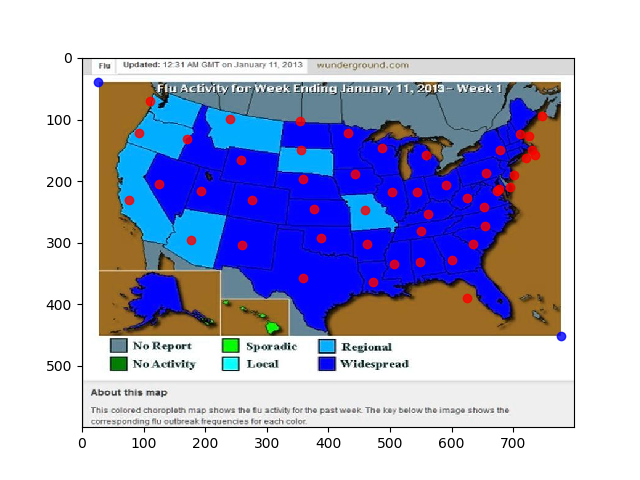 0
100
200
300
400
500
0 100 200 300 400 500 600 700
Flu Updated: 12:31 AM GMT on January 11, 2013 wunderground.com
Flu Activity for Week Ending January 11, 2013 - Week 1
No Report Sporadic Regional
No Activity Local Widespread
About this map
This colored choropleth map shows the flu activity for the past week. The key below the image shows the
corresponding flu outbreak frequencies for each color.